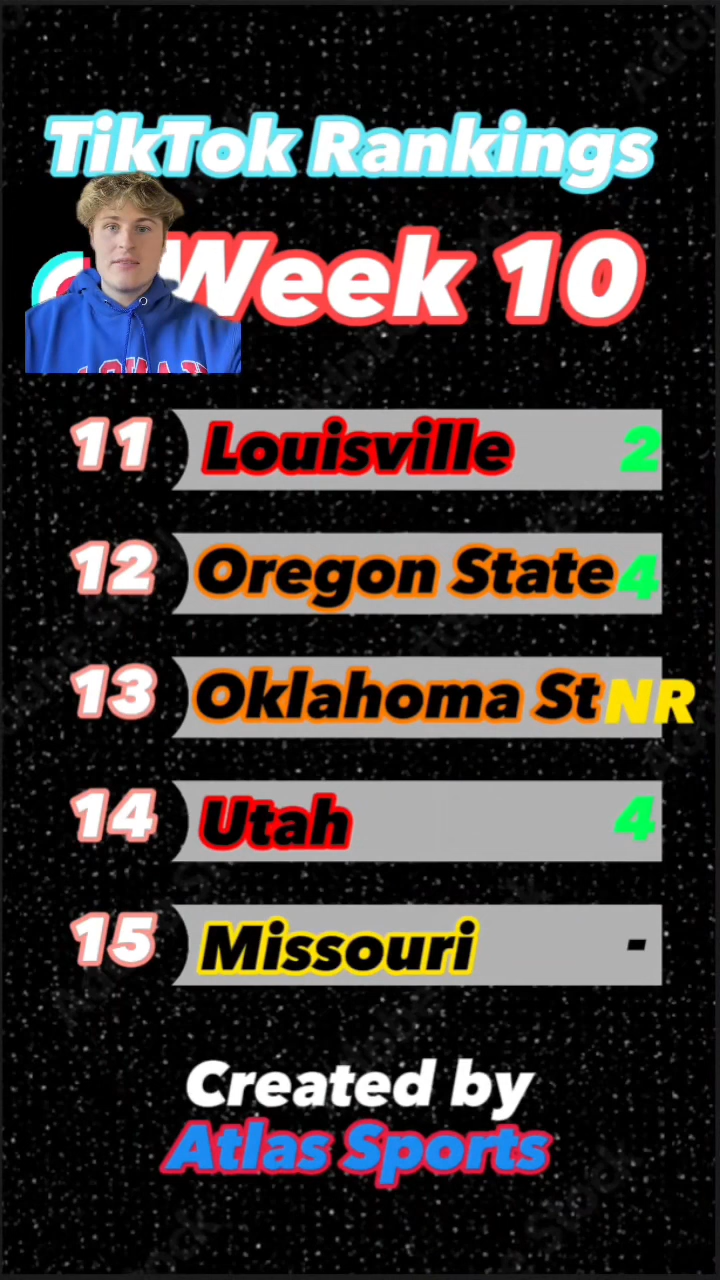 TikTok Rankings
Week 10
11 Louisville 2
12 Oregon State 4
13 Oklahoma St NR
14 Utah 4
15 Missouri -
Created by
Atlas Sports